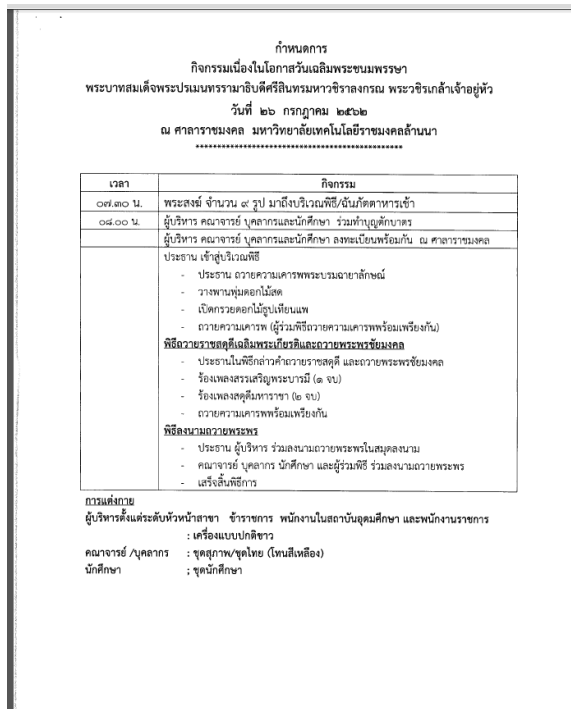 กำหนดการ
กิจกรรมเนื่องในโอกาสวันเฉลิมพระชนมพรรษา
พระบาทสมเด็จพระปรเมนทรรามาธิบดีศรีสินทรมหาวชิราลงกรณ พระวชิรเกล้าเจ้าอยู่หัว
วันที่ ๒๖ กรกฎาคม ๒๕๖๒
ณ ศาลาราชมงคล มหาวิทยาลัยเทคโนโลยีราชมงคลล้านนา
************************************************
เวลา กิจกรรม
๐๗.๓๐ น. พระสงฆ์ จำนวน ๙ รูป มาถึงบริเวณพิธี/ฉันภัตตาหารเช้า
๐๘.๐๐ น. ผู้บริหาร คณาจารย์ บุคลากรและนักศึกษา ร่วมทำบุญตักบาตร
ผู้บริหาร คณาจารย์ บุคลากรและนักศึกษา ลงทะเบียนพร้อมกัน ณ ศาลาราชมงคล
ประธาน เข้าสู่บริเวณพิธี
- ประธาน ถวายความเคารพพระบรมฉายาลักษณ์
- วางพานพุ่มดอกไม้สด
- เปิดกรวยดอกไม้ธูปเทียนแพ
- ถวายความเคารพ (ผู้ร่วมพิธีถวายความเคารพพร้อมเพรียงกัน)
พิธีถวายราชสดุดีเฉลิมพระเกียรติและถวายพระพรชัยมงคล
- ประธานในพิธีกล่าวคำถวายราชสดุดี และถวายพระพรชัยมงคล
- ร้องเพลงสรรเสริญพระบารมี (๑ จบ)
- ร้องเพลงสดุดีมหาราชา (๒ จบ)
- ถวายความเคารพพร้อมเพรียงกัน
พิธีลงนามถวายพระพร
- ประธาน ผู้บริหาร ร่วมลงนามถวายพระพรในสมุดลงนาม
- คณาจารย์ บุคลากร นักศึกษา และผู้ร่วมพิธี ร่วมลงนามถวายพระพร
- เสร็จสิ้นพิธีการ
การแต่งกาย
ผู้บริหารตั้งแต่ระดับหัวหน้าสาขา ข้าราชการ พนักงานในสถาบันอุดมศึกษา และพนักงานราชการ
: เครื่องแบบปกติขาว
คณาจารย์ /บุคลากร : ชุดสุภาพ/ชุดไทย (โทนสีเหลือง)
นักศึกษา ; ชุดนักศึกษา